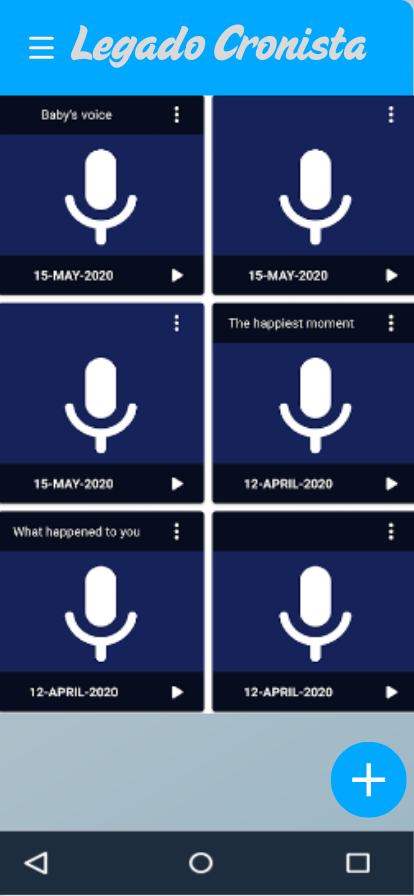 Legado Cronista
Baby's voice
15-MAY-2020
15-MAY-2020
15-MAY-2020
The happiest moment
12-APRIL-2020
What happened to you
12-APRIL-2020
12-APRIL-2020